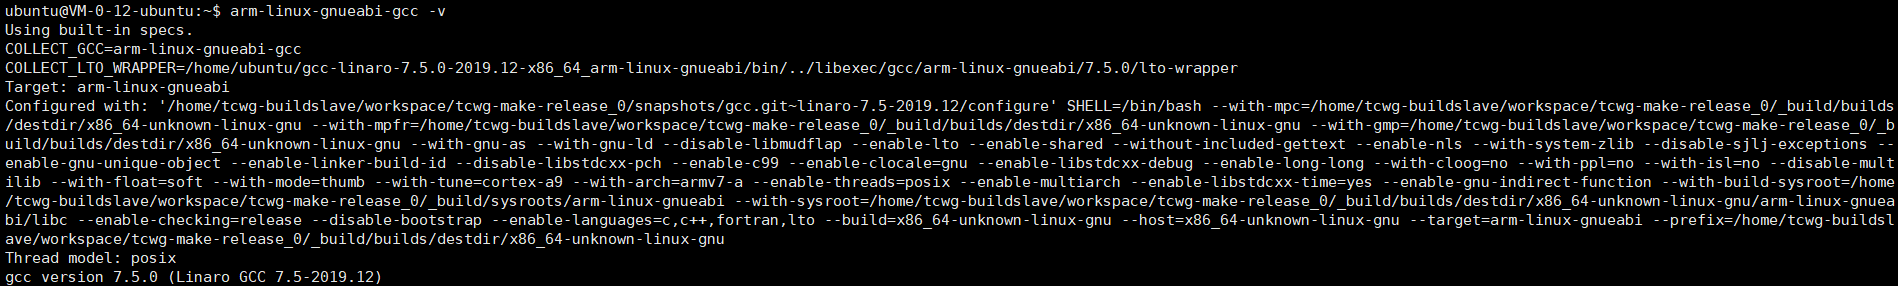 ubuntu@VM-0-12-ubuntu:~$ arm-linux-gnueabi-gcc -v
Using built-in specs.
COLLECT_GCC=arm-linux-gnueabi-gcc
COLLECT_LTO_WRAPPER=/home/ubuntu/gcc-linaro-7.5.0-2019.12-x86_64_arm-linux-gnueabi/bin/../libexec/gcc/arm-linux-gnueabi/7.5.0/lto-wrapper
Target: arm-linux-gnueabi
Configured with: '/home/tcwg-buildslave/workspace/tcwg-make-release_0/snapshots/gcc.git~linaro-7.5-2019.12/configure' SHELL=/bin/bash --with-mpc=/home/tcwg-buildslave/workspace/tcwg-make-release_0/_build/builds
/destdir/x86_64-unknown-linux-gnu --with-mpfr=/home/tcwg-buildslave/workspace/tcwg-make-release_0/_build/builds/destdir/x86_64-unknown-linux-gnu --with-gmp=/home/tcwg-buildslave/workspace/tcwg-make-release_0/_b
uild/builds/destdir/x86_64-unknown-linux-gnu --with-gnu-as --with-gnu-ld --disable-libmudflap --enable-lto --enable-shared --without-included-gettext --enable-nls --with-system-zlib --disable-sjlj-exceptions --
enable-gnu-unique-object --enable-linker-build-id --disable-libstdcxx-pch --enable-c99 --enable-clocale=gnu --enable-libstdcxx-debug --enable-long-long --with-cloog=no --with-ppl=no --with-isl=no --disable-mult
ilib --with-float=soft --with-mode=thumb --with-tune=cortex-a9 --with-arch=armv7-a --enable-threads=posix --enable-multiarch --enable-libstdcxx-time=yes --enable-gnu-indirect-function --with-build-sysroot=/home
/tcwg-buildslave/workspace/tcwg-make-release_0/_build/sysroots/arm-linux-gnueabi --with-sysroot=/home/tcwg-buildslave/workspace/tcwg-make-release_0/_build/builds/destdir/x86_64-unknown-linux-gnu/arm-linux-gnuea
bi/libc --enable-checking=release --disable-bootstrap --enable-languages=c,c++,fortran,lto --build=x86_64-unknown-linux-gnu --host=x86_64-unknown-linux-gnu --target=arm-linux-gnueabi --prefix=/home/tcwg-buildsl
ave/workspace/tcwg-make-release_0/_build/builds/destdir/x86_64-unknown-linux-gnu
Thread model: posix
gcc version 7.5.0 (Linaro GCC 7.5-2019.12)